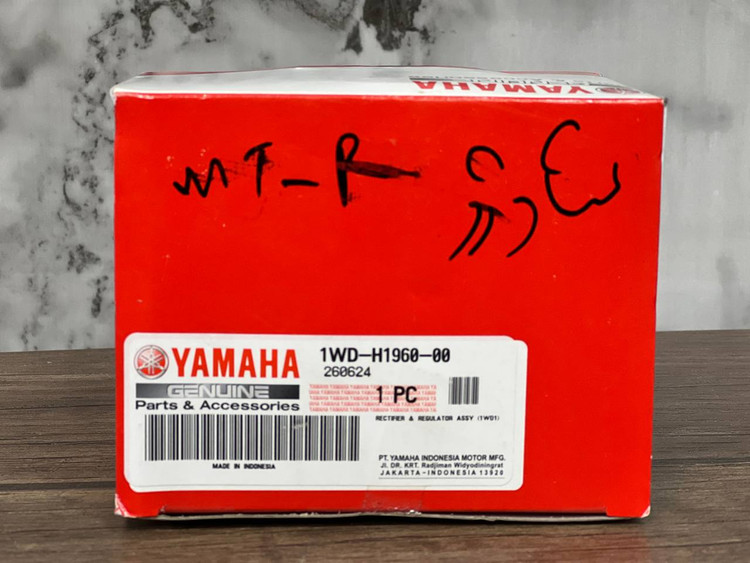 YAMAHA
MT-R
YAMAHA
GENUINE
Parts & Accessories
1WD-H1960-00
260624
1 PC
RECTIFIER & REGULATOR ASSY (1WD1)
MADE IN INDONESIA
PT. YAMAHA INDONESIA MOTOR MFG.
Jl. DR. KRT. Radjiman Widyodiningrat
JAKARTA-INDONESIA 13920